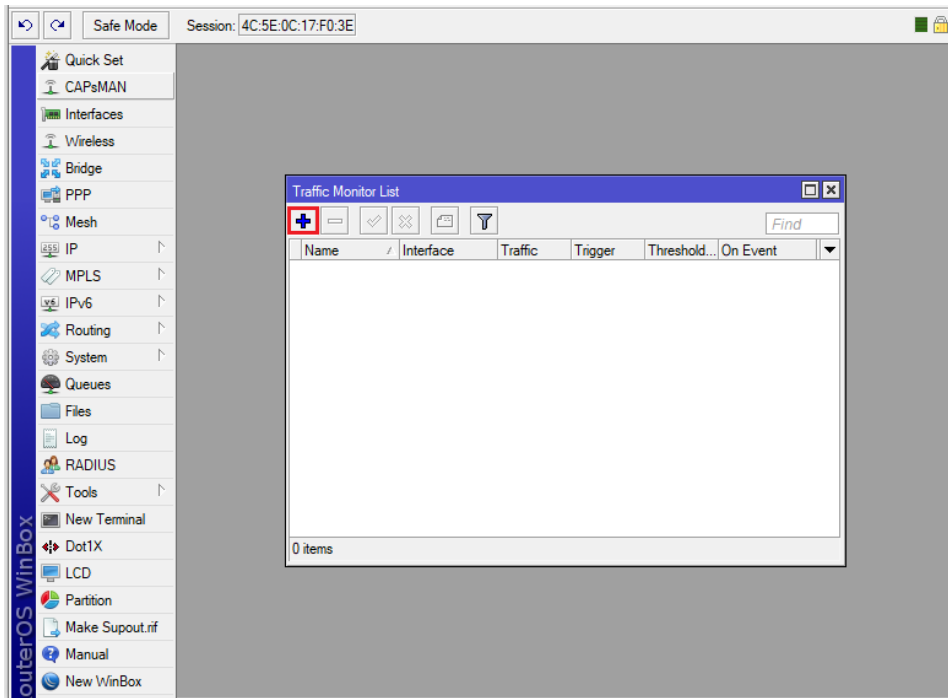 Safe Mode
Session: 4C:5E:0C:17:F0:3E
Quick Set
CAPsMAN
Interfaces
Wireless
Bridge
PPP
Mesh
255 IP
MPLS
v6 IPv6
Routing
System
Queues
Files
Log
RADIUS
Tools
New Terminal
Dot1X
LCD
Partition
Make Supout.rif
Manual
New WinBox
outerOS WinBox
Traffic Monitor List
Find
Name Interface Traffic Trigger Threshold... On Event
0 items